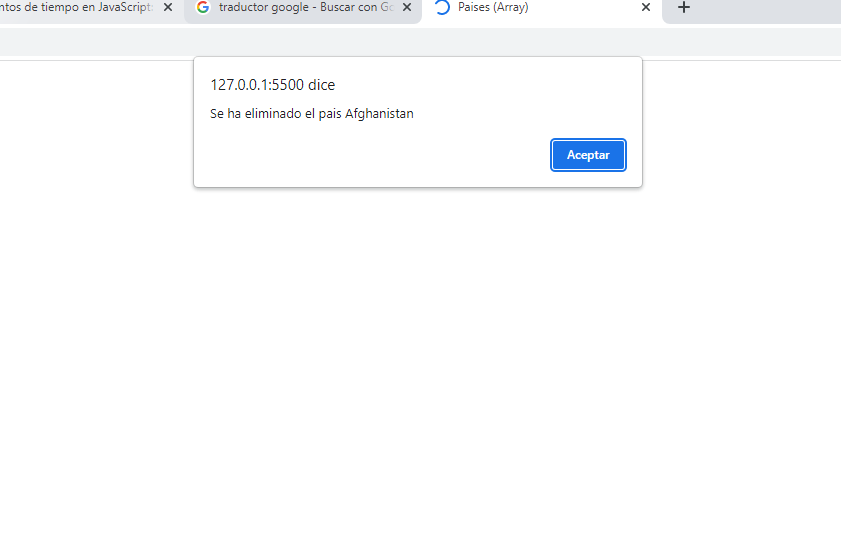 ntos de tiempo en JavaScript:
traductor google - Buscar con Go
Paises (Array)
127.0.0.1:5500 dice
Se ha eliminado el pais Afghanistan
Aceptar